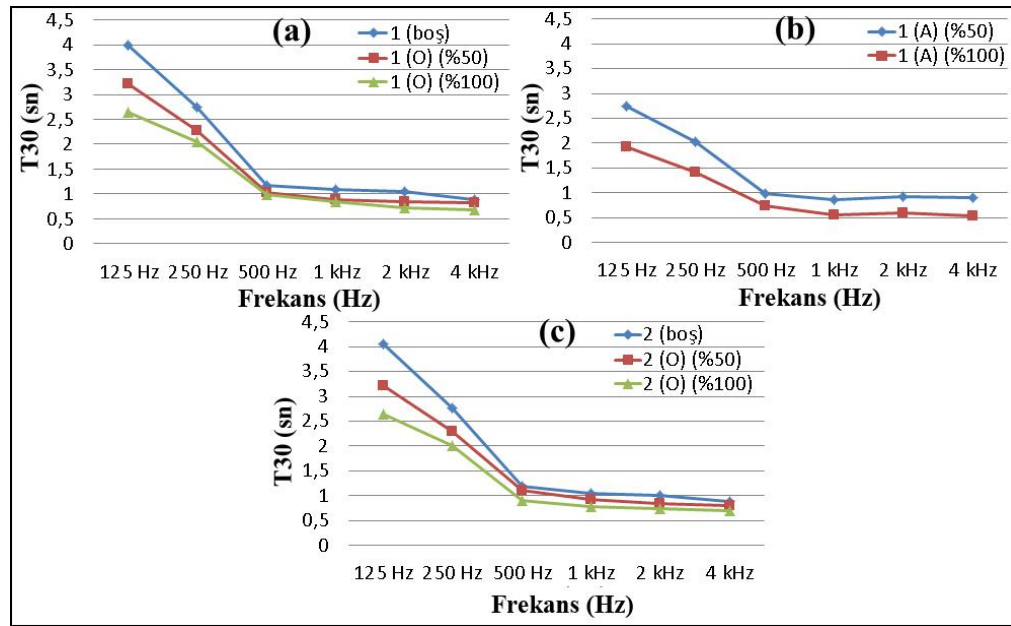 (a)
1 (boş)
1 (O) (%50)
1 (O) (%100)
T30 (sn)
4,5
4
3,5
3
2,5
2
1,5
1
0,5
0
125 Hz 250 Hz 500 Hz 1 kHz 2 kHz 4 kHz
Frekans (Hz)
(b)
1 (A) (%50)
1 (A) (%100)
T30 (sn)
4,5
4
3,5
3
2,5
2
1,5
1
0,5
0
125 Hz 250 Hz 500 Hz 1 kHz 2 kHz 4 kHz
Frekans (Hz)
(c)
2 (boş)
2 (O) (%50)
2 (O) (%100)
T30 (sn)
4,5
4
3,5
3
2,5
2
1,5
1
0,5
0
125 Hz 250 Hz 500 Hz 1 kHz 2 kHz 4 kHz
Frekans (Hz)